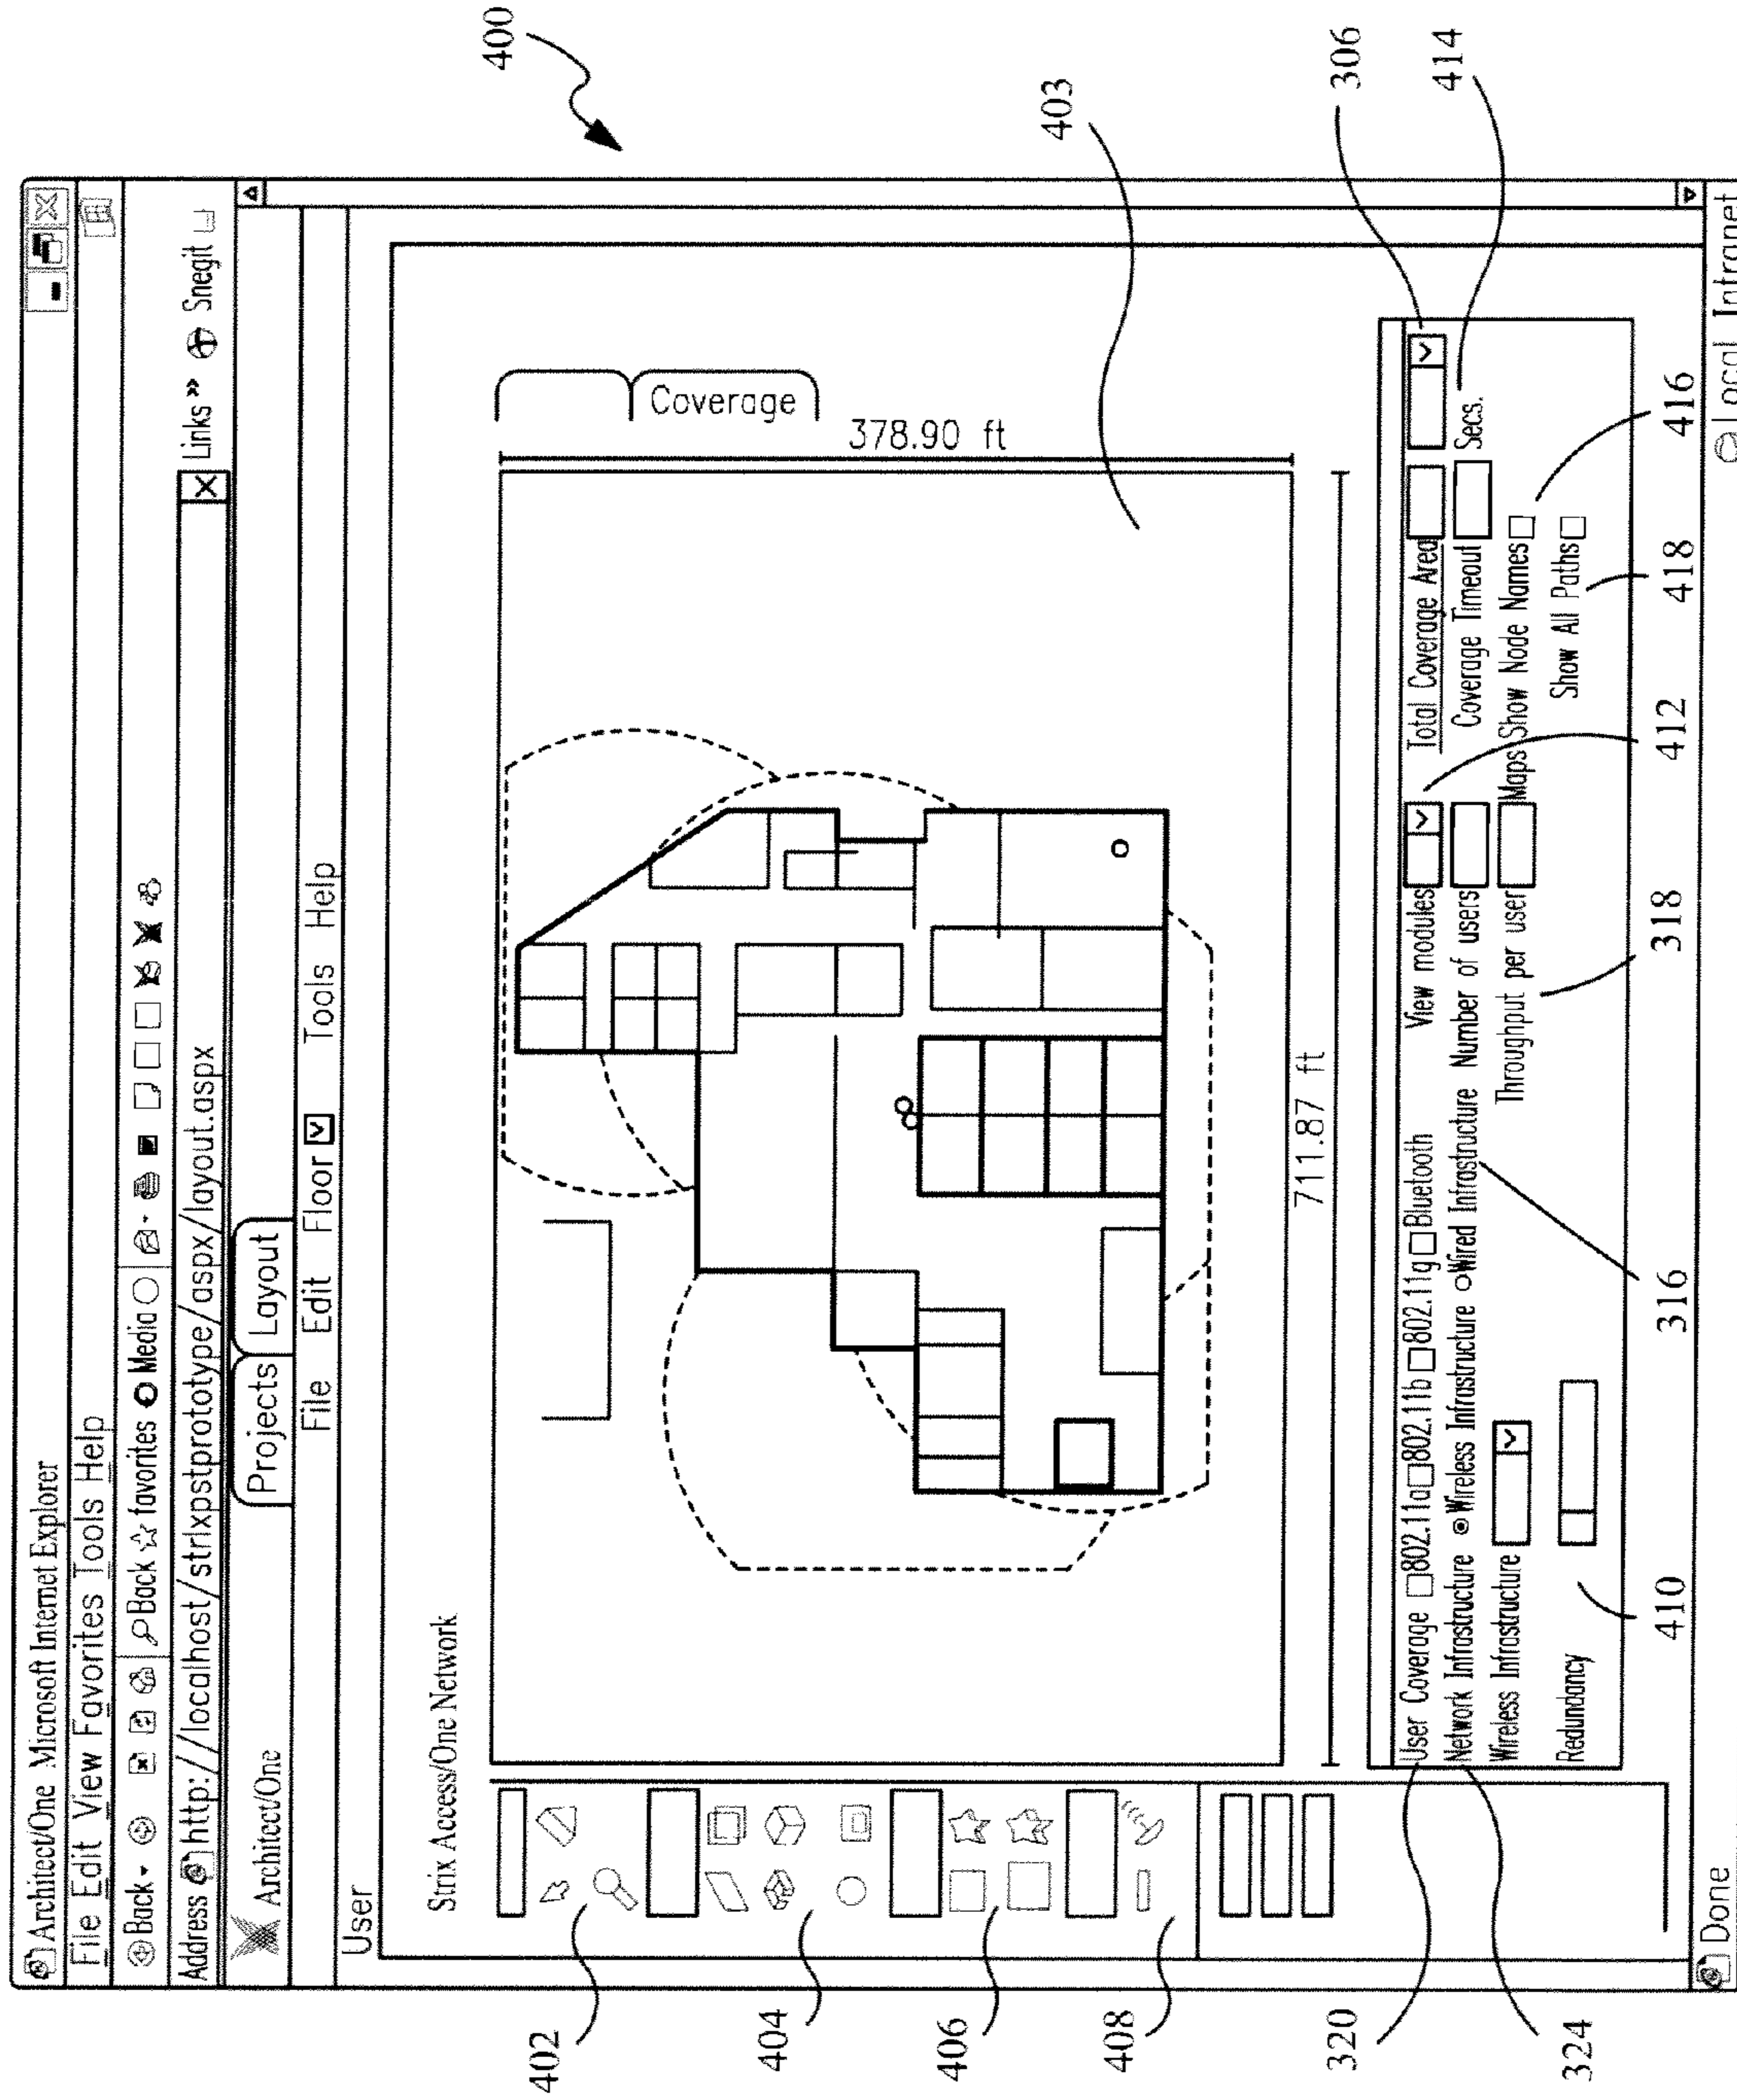 Architect/One Microsoft Internet Explorer
File Edit View Favorites Tools Help
Back Back favorites Media
Address http://localhost/strixpstprototype/aspx/layout.aspx Links » Snegit
Architect/One Projects Layout
File Edit Floor Tools Help
User
Strix Access/One Network
Coverage
378.90 ft
711.87 ft
User Coverage 802.11a 802.11b 802.11g Bluetooth View modules Total Coverage Area
Network Infrastructure Wireless Infrastructure Wired Infrastructure Number of users Coverage Timeout Secs.
Wireless Infrastructure Throughput per user Maps Show Node Names
Redundancy Show All Paths
Done Local Intranet
400
403
306
414
402
404
406
408
320
324
410
316
318
412
418
416